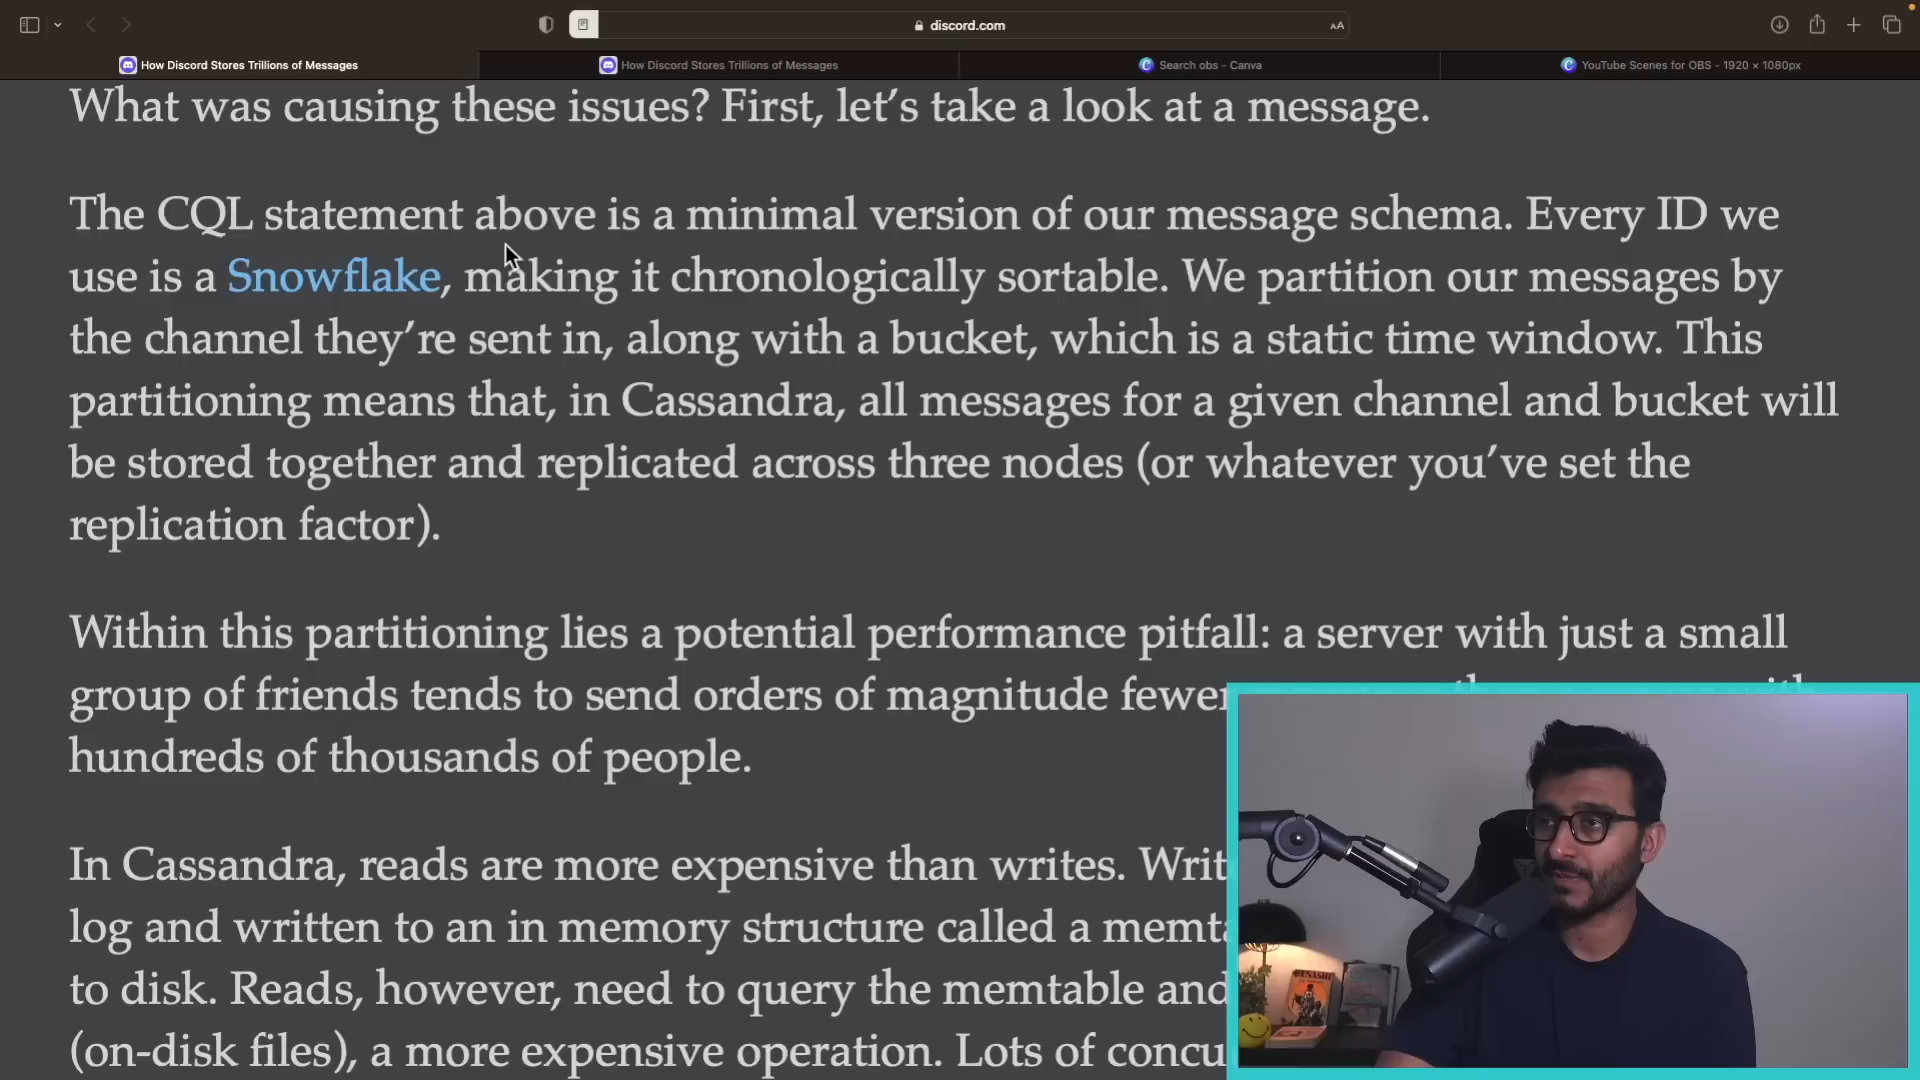 discord.com
AA
How Discord Stores Trillions of Messages
How Discord Stores Trillions of Messages
Search obs – Canva
YouTube Scenes for OBS - 1920 × 1080px
What was causing these issues? First, let’s take a look at a message.
The CQL statement above is a minimal version of our message schema. Every ID we
use is a Snowflake, making it chronologically sortable. We partition our messages by
the channel they’re sent in, along with a bucket, which is a static time window. This
partitioning means that, in Cassandra, all messages for a given channel and bucket will
be stored together and replicated across three nodes (or whatever you’ve set the
replication factor).
Within this partitioning lies a potential performance pitfall: a server with just a small
group of friends tends to send orders of magnitude fewer
hundreds of thousands of people.
In Cassandra, reads are more expensive than writes. Writ
log and written to an in memory structure called a memta
to disk. Reads, however, need to query the memtable and
(on-disk files), a more expensive operation. Lots of concu